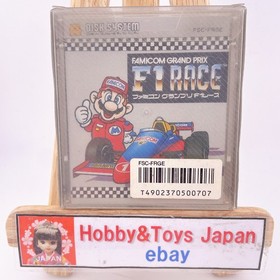 DISK SYSTEM
FSC-FRGE
FAMICOM GRAND PRIX
F1 RACE
ファミコン グランプリ F1レース
FSC-FRGE
T4902370500707
JAPAN
Hobby&Toys Japan
ebay